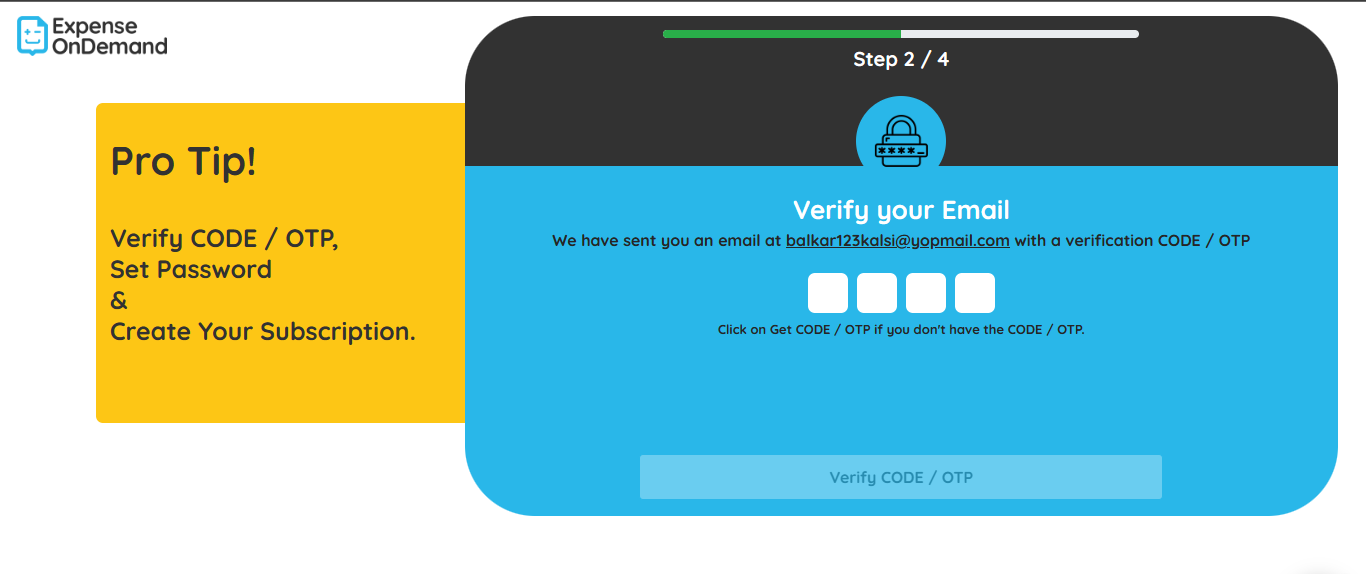 Expense
OnDemand
Step 2 / 4
****_
Pro Tip!
Verify CODE / OTP,
Set Password
&
Create Your Subscription.
Verify your Email
We have sent you an email at balkar123kalsi@yopmail.com with a verification CODE / OTP
Click on Get CODE / OTP if you don't have the CODE / OTP.
Verify CODE / OTP